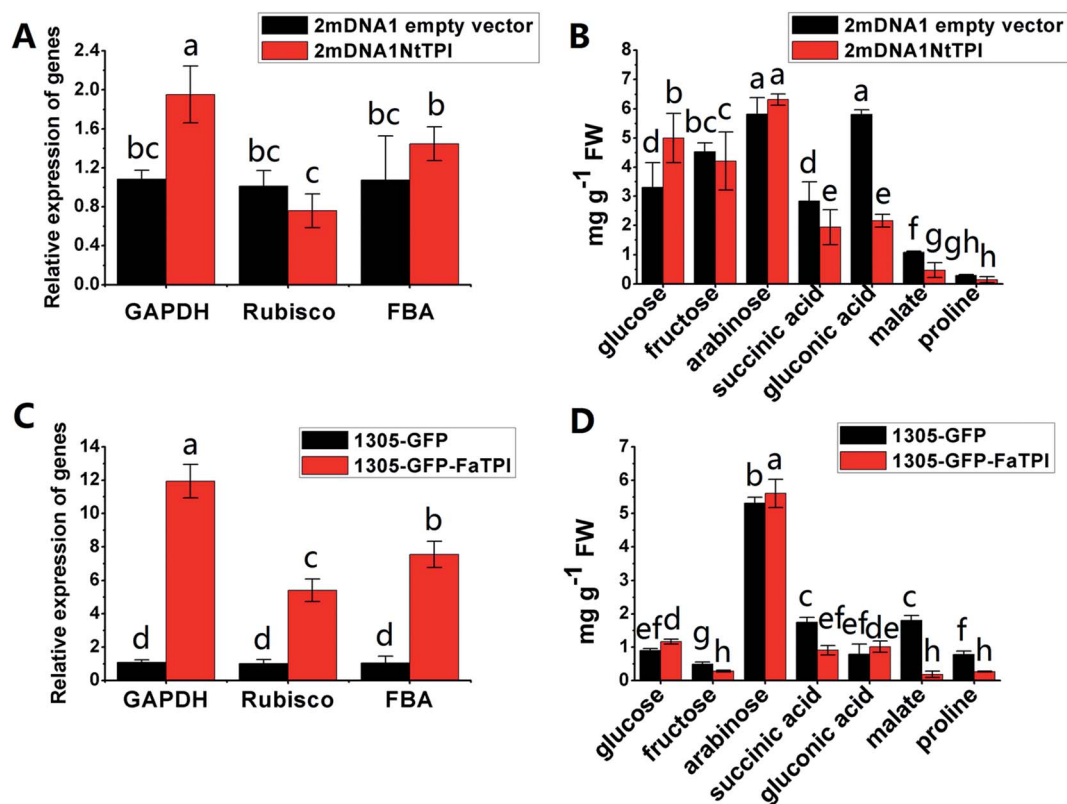 A
2mDNA1 empty vector
2mDNA1NtTPI
Relative expression of genes
2.4
2.0
1.6
1.2
0.8
0.4
0.0
bc
a
bc
c
bc
b
GAPDH
Rubisco
FBA
B
2mDNA1 empty vector
2mDNA1NtTPI
mg g⁻¹ FW
8
7
6
5
4
3
2
1
0
d
b
bc
c
a
a
d
e
a
e
f
g
gh
h
glucose
fructose
arabinose
succinic acid
gluconic acid
malate
proline
C
1305-GFP
1305-GFP-FaTPI
Relative expression of genes
14
12
10
8
6
4
2
0
d
a
d
c
d
b
GAPDH
Rubisco
FBA
D
1305-GFP
1305-GFP-FaTPI
mg g⁻¹ FW
7
6
5
4
3
2
1
0
ef
d
g
h
b
a
c
ef
ef
de
c
h
f
h
glucose
fructose
arabinose
succinic acid
gluconic acid
malate
proline